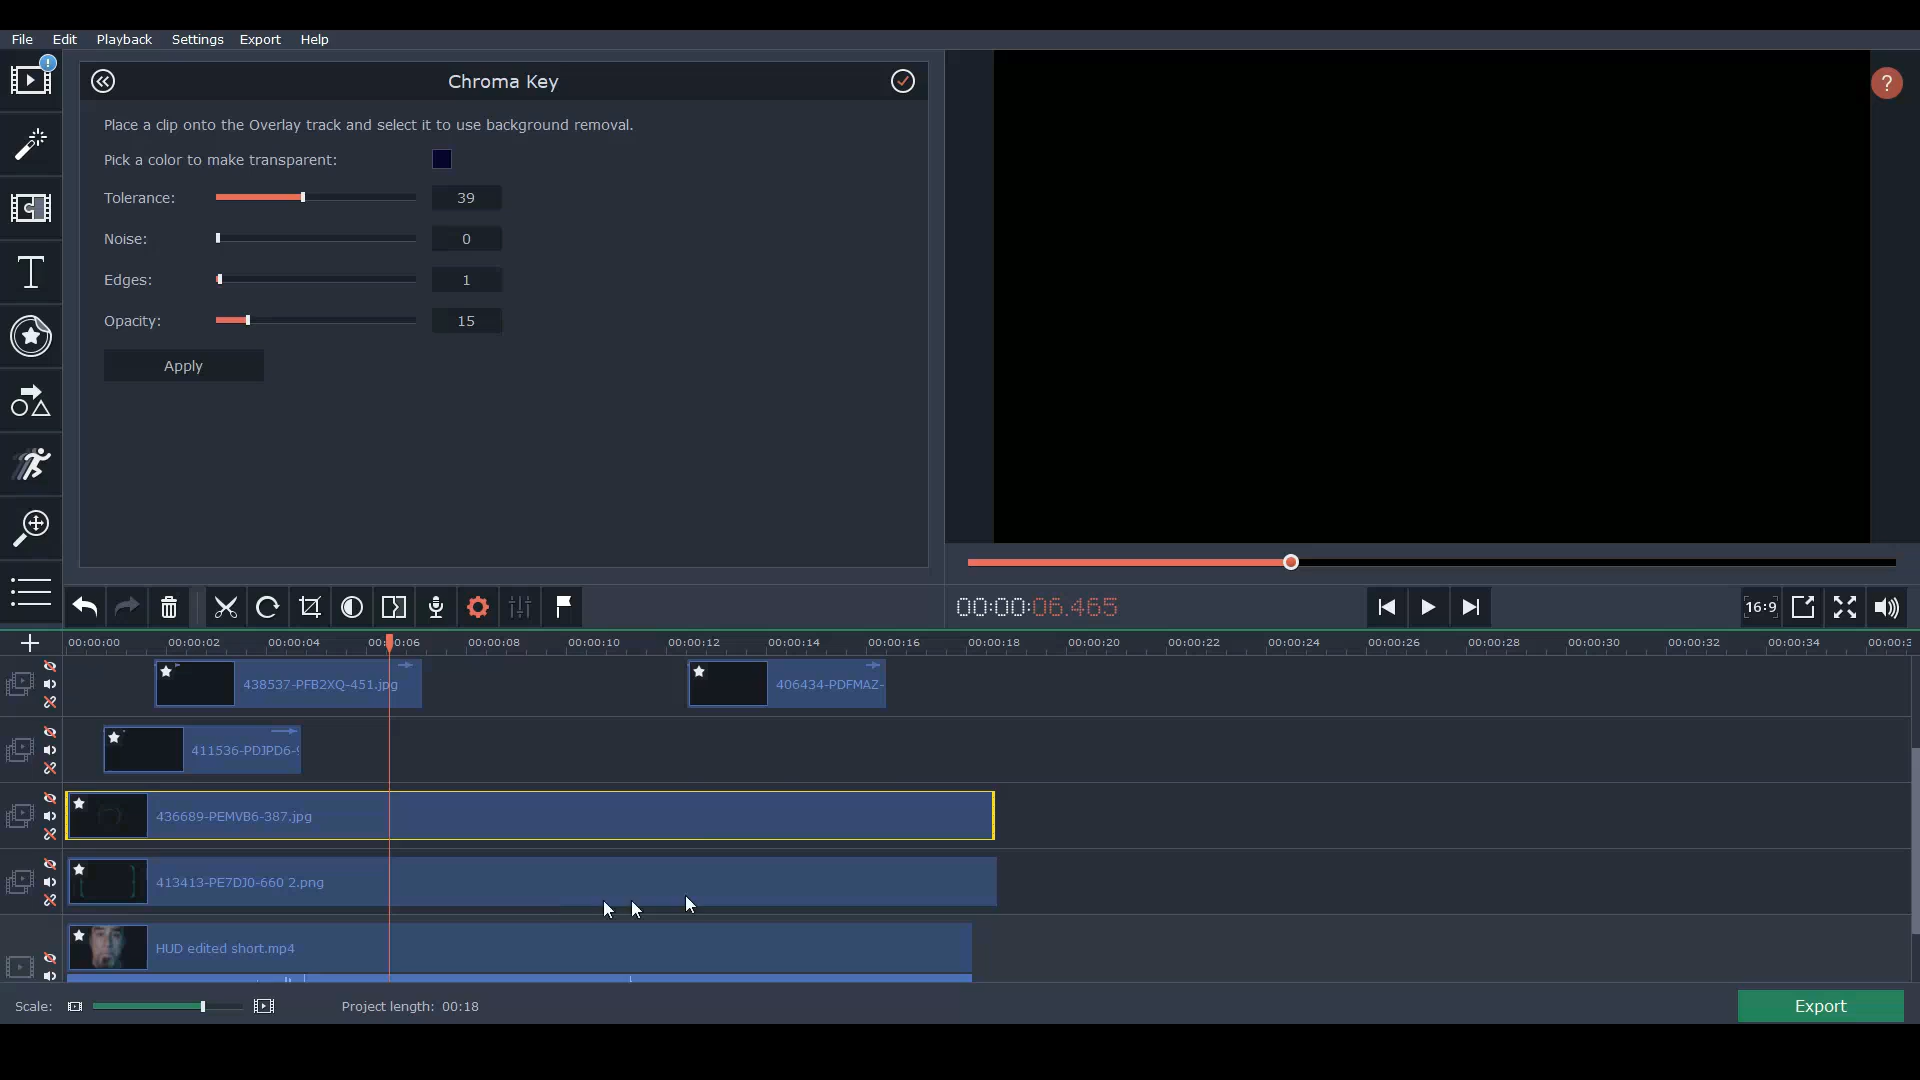 File Edit Playback Settings Export Help
!
Chroma Key
?
Place a clip onto the Overlay track and select it to use background removal.
Pick a color to make transparent:
Tolerance: 39
Noise: 0
Edges: 1
Opacity: 15
Apply
00:00:06.465
16:9
00:00:00 00:00:02 00:00:04 00:00:06 00:00:08 00:00:10 00:00:12 00:00:14 00:00:16 00:00:18 00:00:20 00:00:22 00:00:24 00:00:26 00:00:28 00:00:30 00:00:32 00:00:34 00:00:3
438537-PFB2XQ-451.jpg 406434-PDFMAZ-
411536-PDJPD6-
436689-PEMVB6-387.jpg
413413-PE7DJ0-660 2.png
HUD edited short.mp4
Scale: Project length: 00:18
Export